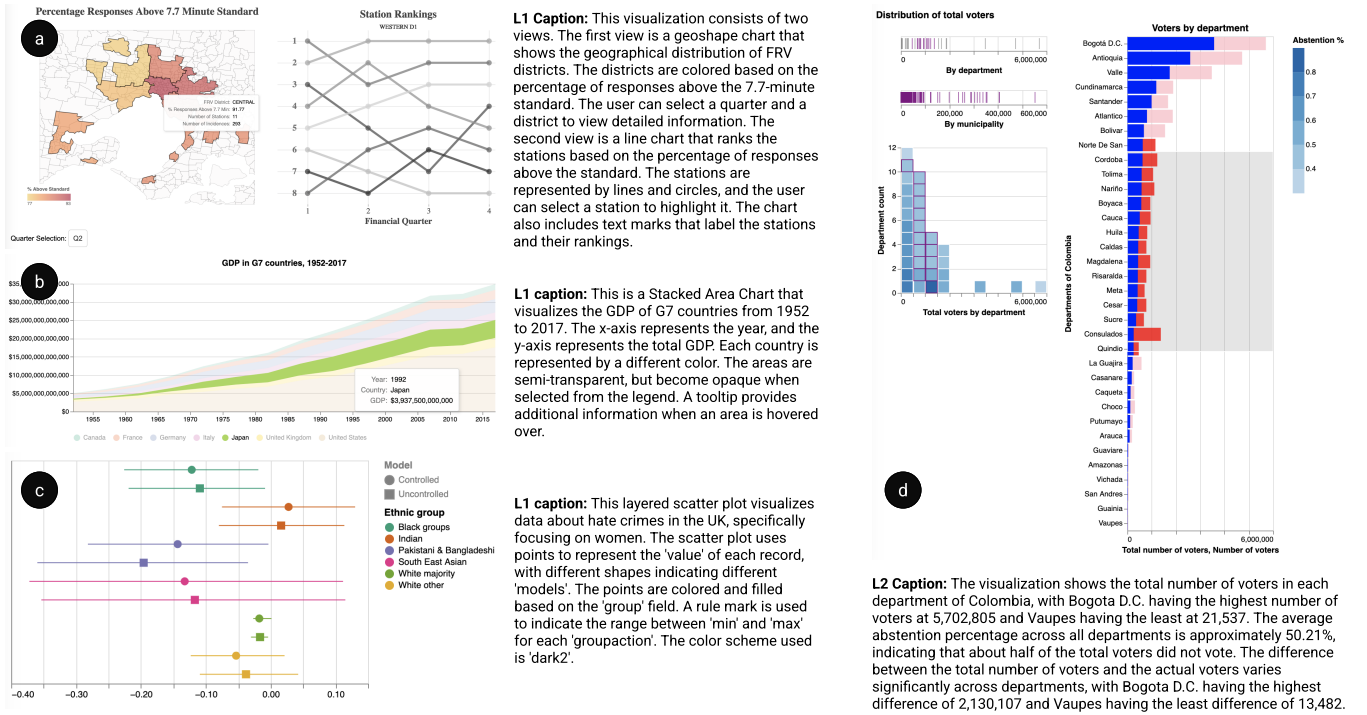 Percentage Responses Above 7.7 Minute Standard
a
FRV District: CENTRAL
% Responses Above 7.7 Min: 91.77
Number of Stations: 11
Number of Incidences: 293
% Above Standard
77 92
Quarter Selection: Q2
Station Rankings
WESTERN D1
1
2
3
4
5
6
7
8
1 2 3 4
Financial Quarter
L1 Caption: This visualization consists of two
views. The first view is a geoshape chart that
shows the geographical distribution of FRV
districts. The districts are colored based on the
percentage of responses above the 7.7-minute
standard. The user can select a quarter and a
district to view detailed information. The
second view is a line chart that ranks the
stations based on the percentage of responses
above the standard. The stations are
represented by lines and circles, and the user
can select a station to highlight it. The chart
also includes text marks that label the stations
and their rankings.
b
GDP in G7 countries, 1952-2017
$35,
000,000
$30,
000,000
$25,000,000,000,000
$20,000,000,000,000
$15,000,000,000,000
$10,000,000,000,000
$5,000,000,000,000
$0
1955 1960 1965 1970 1975 1980 1985 1990 1995 2000 2005 2010 2015
Year: 1992
Country: Japan
GDP: $3,937,500,000,000
Canada France Germany Italy Japan United Kingdom United States
L1 caption: This is a Stacked Area Chart that
visualizes the GDP of G7 countries from 1952
to 2017. The x-axis represents the year, and the
y-axis represents the total GDP. Each country is
represented by a different color. The areas are
semi-transparent, but become opaque when
selected from the legend. A tooltip provides
additional information when an area is hovered
over.
c
−0.40 −0.30 −0.20 −0.10 0.00 0.10
Model
Controlled
Uncontrolled
Ethnic group
Black groups
Indian
Pakistani & Bangladeshi
South East Asian
White majority
White other
L1 caption: This layered scatter plot visualizes
data about hate crimes in the UK, specifically
focusing on women. The scatter plot uses
points to represent the 'value' of each record,
with different shapes indicating different
'models'. The points are colored and filled
based on the 'group' field. A rule mark is used
to indicate the range between 'min' and 'max'
for each 'groupaction'. The color scheme used
is 'dark2'.
Distribution of total voters
0 6,000,000
By department
0 200,000 400,000 600,000
By municipality
12
10
8
6
4
2
0
Department count
0 6,000,000
Total voters by department
d
Voters by department
Departments of Colombia
Bogotá D.C.
Antioquia
Valle
Cundinamarca
Santander
Atlantico
Bolivar
Norte De San
Cordoba
Tolima
Nariño
Boyaca
Cauca
Huila
Caldas
Magdalena
Risaralda
Meta
Cesar
Sucre
Consulados
Quindio
La Guajira
Casanare
Caqueta
Choco
Putumayo
Arauca
Guaviare
Amazonas
Vichada
San Andres
Guainia
Vaupes
0 6,000,000
Total number of voters, Number of voters
Abstention %
0.8
0.7
0.6
0.5
0.4
L2 Caption: The visualization shows the total number of voters in each
department of Colombia, with Bogota D.C. having the highest number of
voters at 5,702,805 and Vaupes having the least at 21,537. The average
abstention percentage across all departments is approximately 50.21%,
indicating that about half of the total voters did not vote. The difference
between the total number of voters and the actual voters varies
significantly across departments, with Bogota D.C. having the highest
difference of 2,130,107 and Vaupes having the least difference of 13,482.